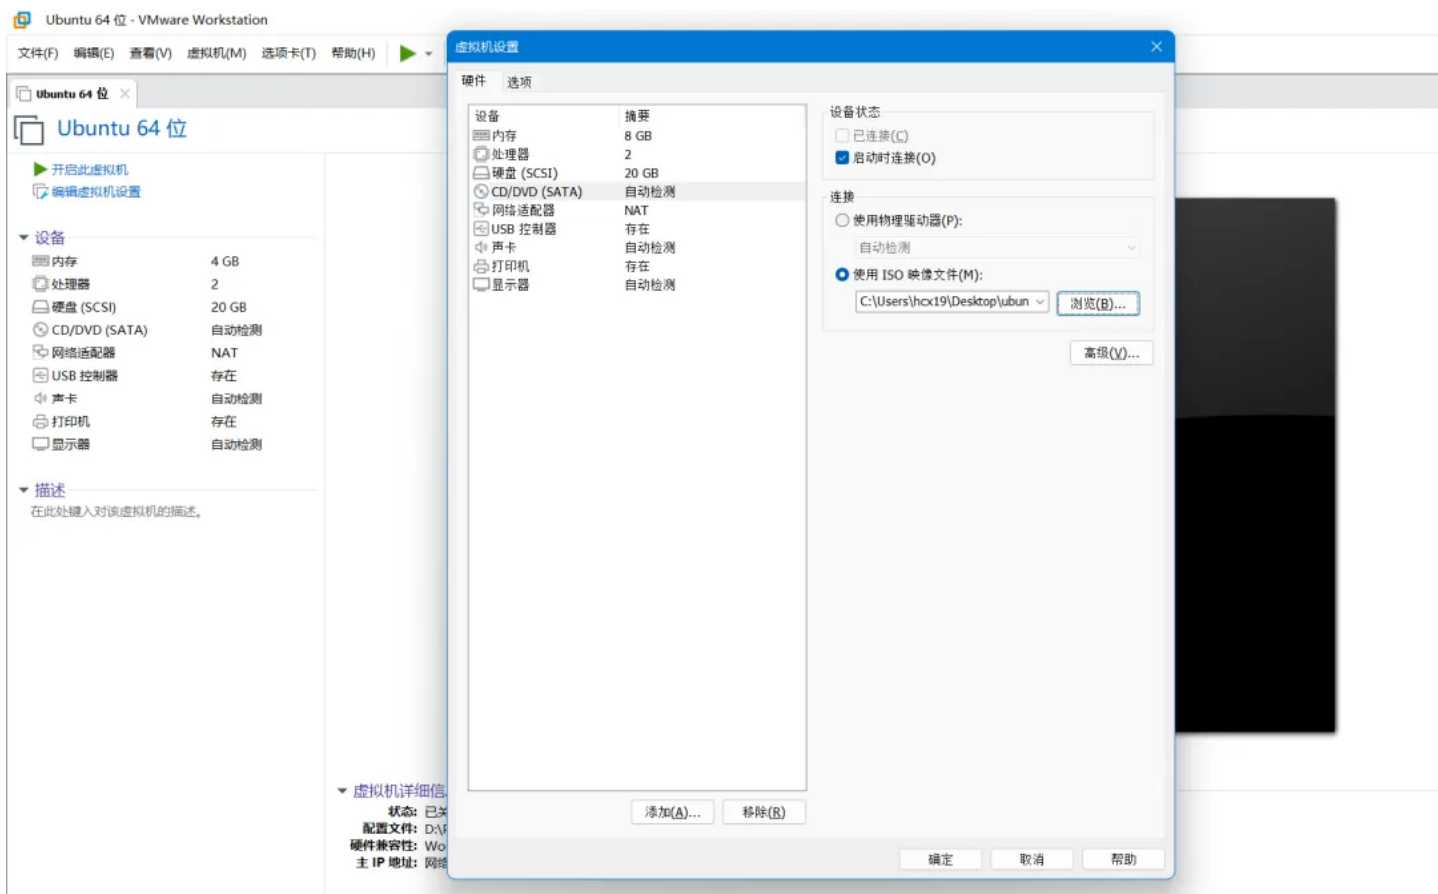 Ubuntu 64 位 - VMware Workstation
文件(F) 编辑(E) 查看(V) 虚拟机(M) 选项卡(T) 帮助(H)
Ubuntu 64 位
Ubuntu 64 位
开启此虚拟机
编辑虚拟机设置
设备
内存 4 GB
处理器 2
硬盘 (SCSI) 20 GB
CD/DVD (SATA) 自动检测
网络适配器 NAT
USB 控制器 存在
声卡 自动检测
打印机 存在
显示器 自动检测
描述
在此处键入对该虚拟机的描述。
虚拟机详细信
状态: 已关
配置文件: D:\
硬件兼容性: Wo
主 IP 地址: 网络
虚拟机设置
硬件 选项
设备 摘要
内存 8 GB
处理器 2
硬盘 (SCSI) 20 GB
CD/DVD (SATA) 自动检测
网络适配器 NAT
USB 控制器 存在
声卡 自动检测
打印机 存在
显示器 自动检测
添加(A)... 移除(R)
设备状态
已连接(C)
启动时连接(O)
连接
使用物理驱动器(P):
自动检测
使用 ISO 映像文件(M):
C:\Users\hcx19\Desktop\ubun 浏览(B)...
高级(V)...
确定 取消 帮助